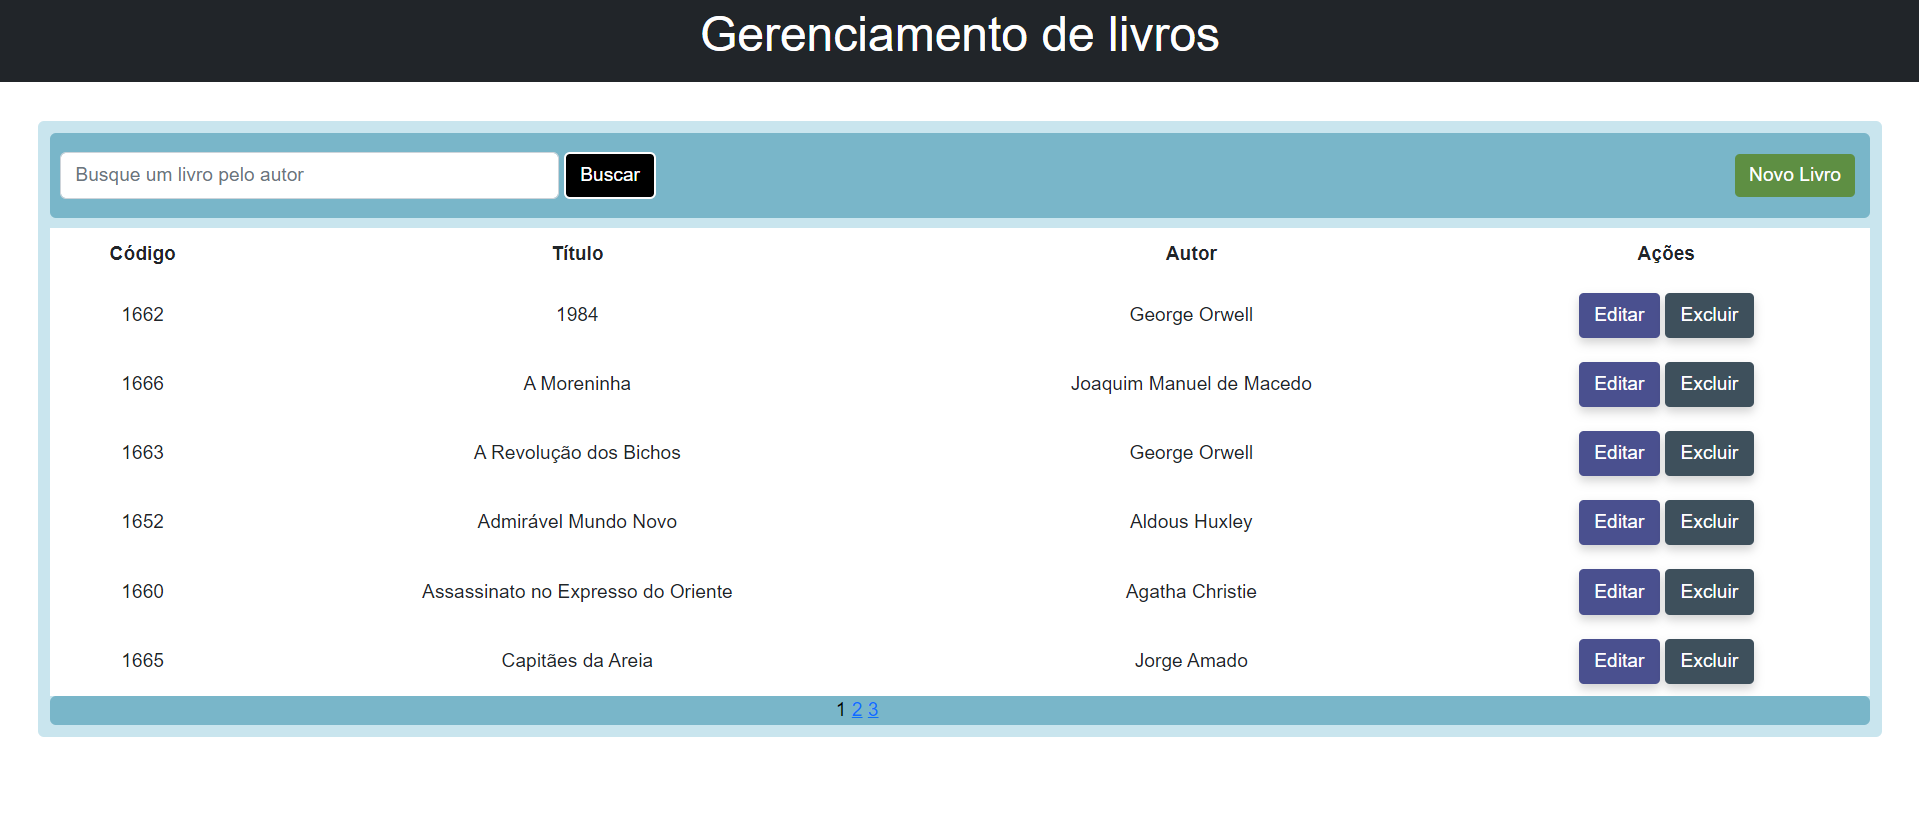 Gerenciamento de livros
Busque um livro pelo autor Buscar Novo Livro
Código Título Autor Ações
1662 1984 George Orwell Editar Excluir
1666 A Moreninha Joaquim Manuel de Macedo Editar Excluir
1663 A Revolução dos Bichos George Orwell Editar Excluir
1652 Admirável Mundo Novo Aldous Huxley Editar Excluir
1660 Assassinato no Expresso do Oriente Agatha Christie Editar Excluir
1665 Capitães da Areia Jorge Amado Editar Excluir
1 2 3